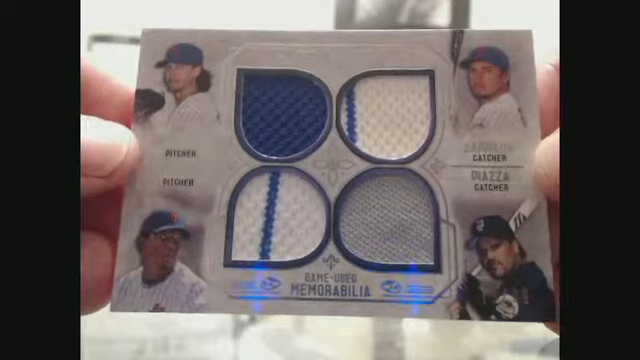 PITCHER
CATCHER
PITCHER
PIAZZA
CATCHER
GAME-USED
MEMORABILIA